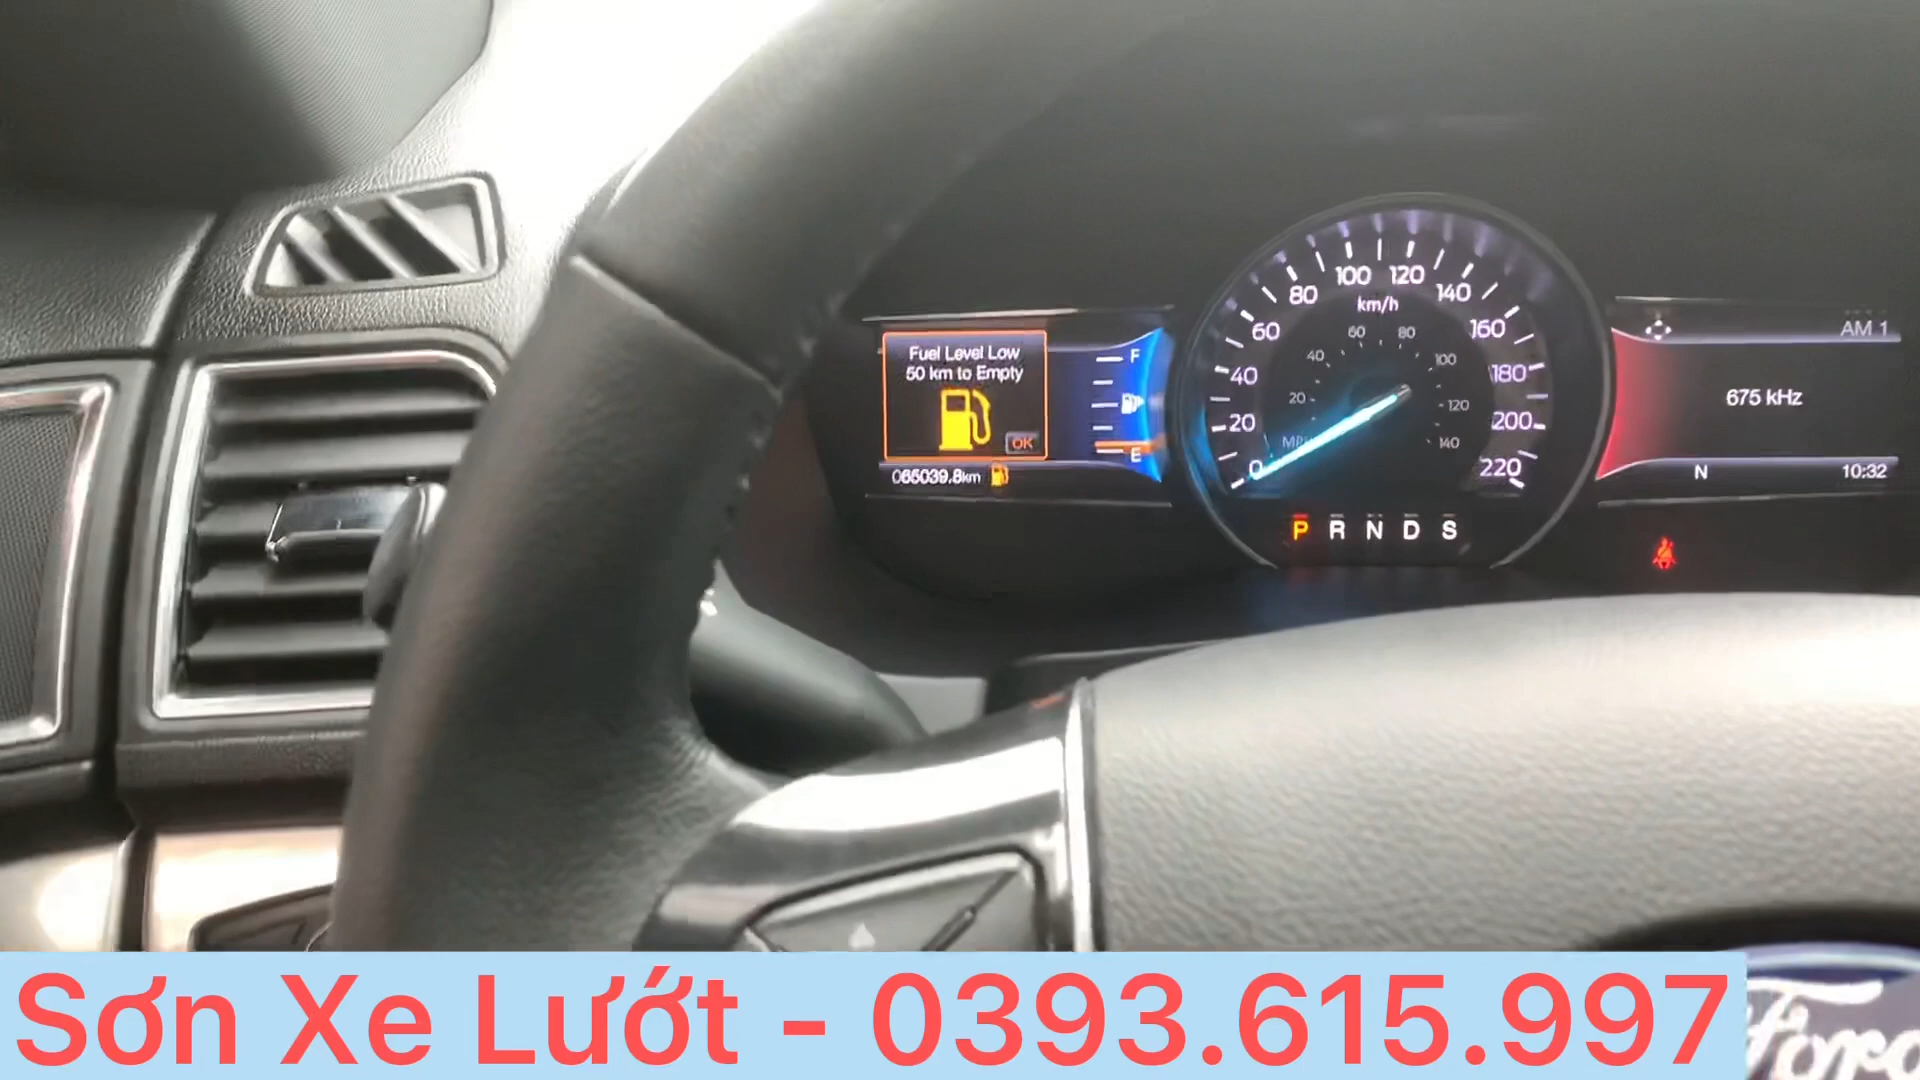 Fuel Level Low
50 km to Empty
OK
065039.8km
F
E
0
20
40
60
80
100
120
140
160
180
200
220
km/h
20
40
60
80
100
120
140
MPH
P R N D S
AM 1
675 kHz
N
10:32
Sơn Xe Lướt - 0393.615.997
Ford